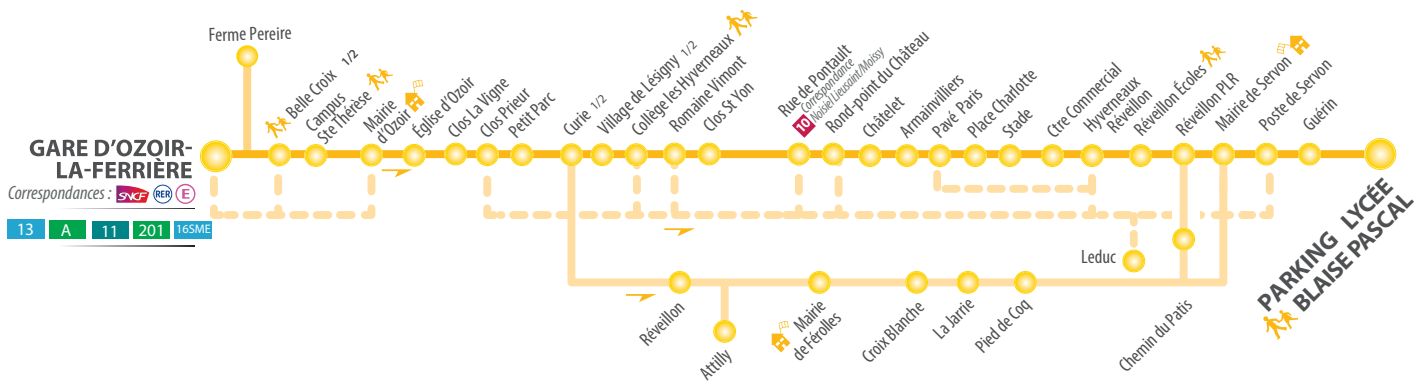 Ferme Pereire
GARE D'OZOIR-
LA-FERRIÈRE
Correspondances : SNCF RER E
13 A 11 201 16SME
Belle Croix 1/2
Campus
Ste Thérèse
Mairie
d'Ozoir
Église d'Ozoir
Clos La Vigne
Clos Prieur
Petit Parc
Curie 1/2
Village de Lésigny 1/2
Collège les Hyverneaux
Romaine Vimont
Clos St Yon
Rue de Pontault
10 Correspondance
Noisiel Lieusaint/Moissy
Rond-point du Château
Châtelet
Armainvilliers
Pavé Paris
Place Charlotte
Stade
Ctre Commercial
Hyverneaux
Réveillon
Réveillon Écoles
Réveillon PLR
Mairie de Servon
Poste de Servon
Guérin
PARKING LYCÉE
BLAISE PASCAL
Leduc
Réveillon
Attilly
Mairie
de Férolles
Croix Blanche
La Jarrie
Pied de Coq
Chemin du Patis